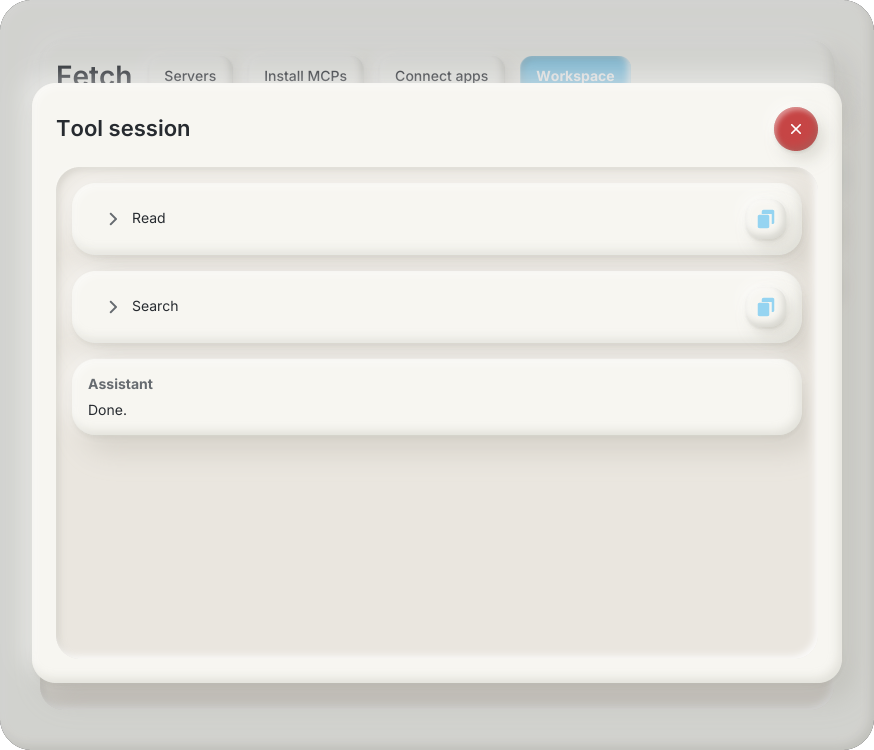 Fetch
Servers
Install MCPs
Connect apps
Workspace
Tool session
Read
Search
Assistant
Done.